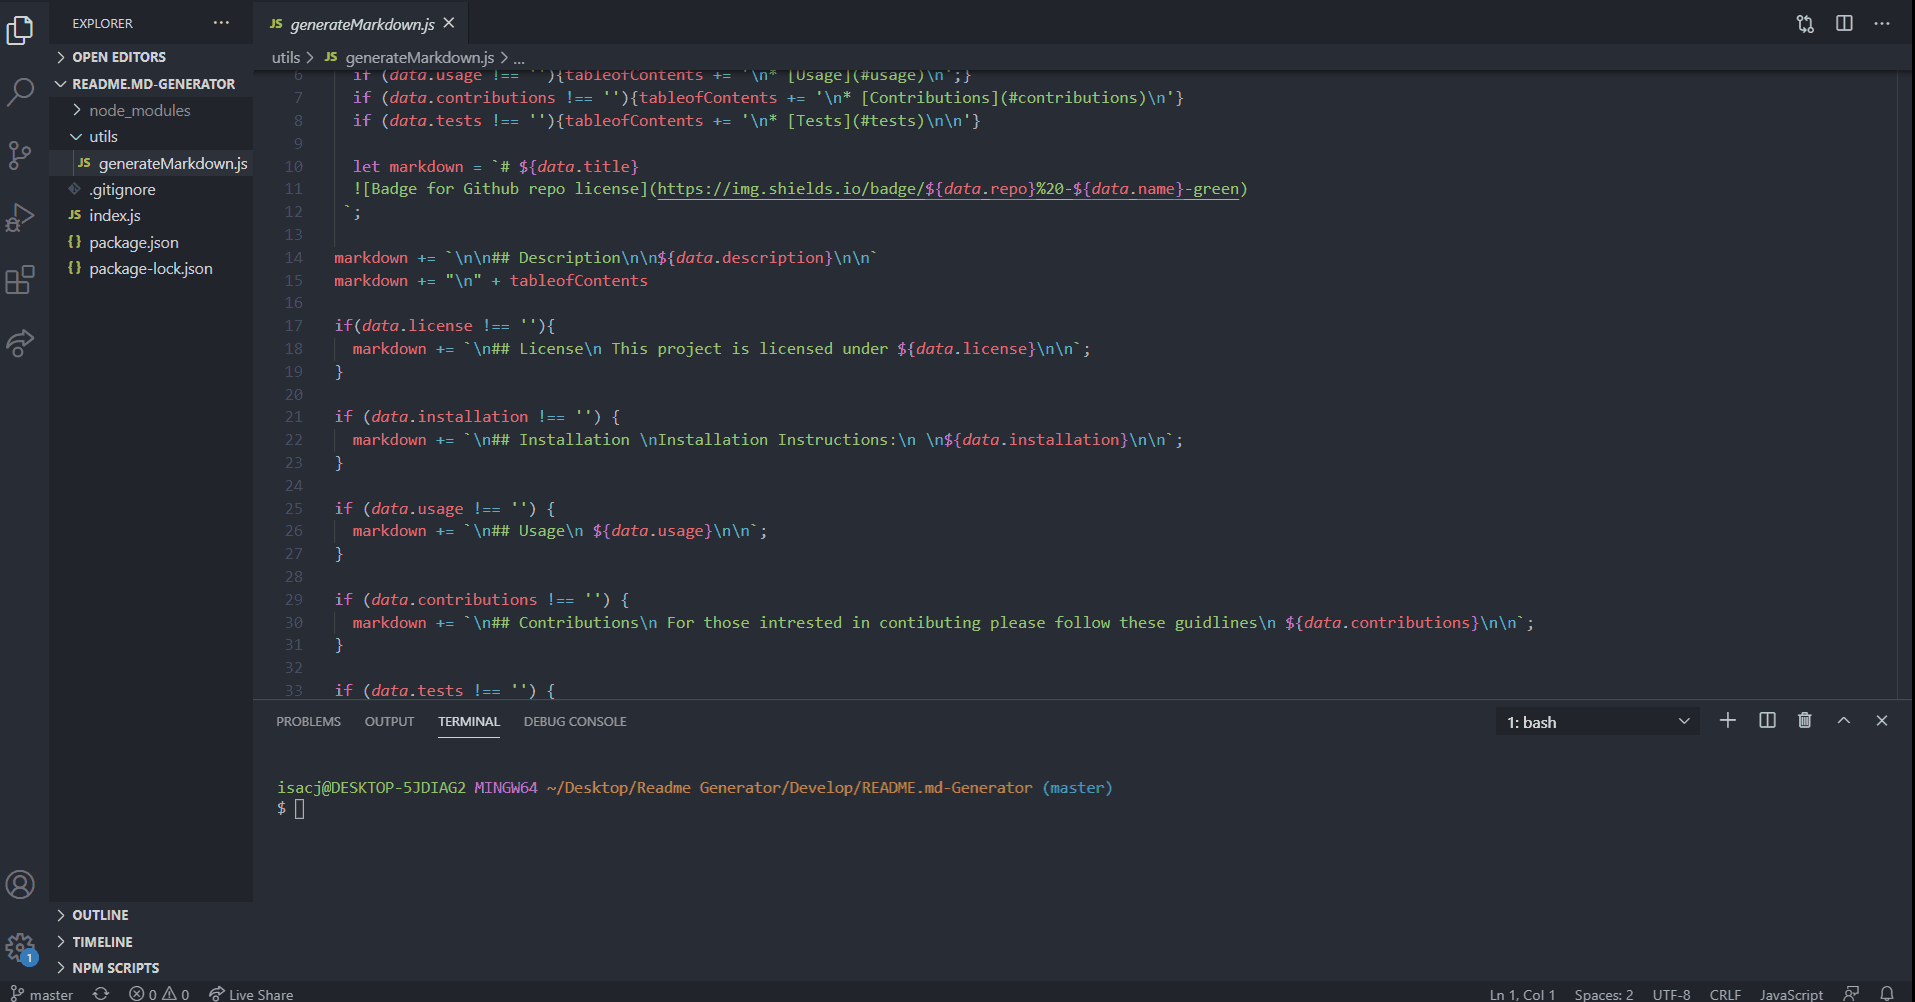 EXPLORER ···
JS generateMarkdown.js
OPEN EDITORS
README.MD-GENERATOR
node_modules
utils
JS generateMarkdown.js
.gitignore
JS index.js
{} package.json
{} package-lock.json
OUTLINE
TIMELINE
NPM SCRIPTS
utils > JS generateMarkdown.js > ...
6 if (data.usage !== ''){tableofContents += '\n* [Usage](#usage)\n';}
7 if (data.contributions !== ''){tableofContents += '\n* [Contributions](#contributions)\n'}
8 if (data.tests !== ''){tableofContents += '\n* [Tests](#tests)\n\n'}
9
10 let markdown = `# ${data.title}
11 ![Badge for Github repo license](https://img.shields.io/badge/${data.repo}%20-${data.name}-green)
12 `;
13
14 markdown += `\n\n## Description\n\n${data.description}\n\n`
15 markdown += "\n" + tableofContents
16
17 if(data.license !== ''){
18 markdown += `\n## License\n This project is licensed under ${data.license}\n\n`;
19 }
20
21 if (data.installation !== '') {
22 markdown += `\n## Installation \nInstallation Instructions:\n \n${data.installation}\n\n`;
23 }
24
25 if (data.usage !== '') {
26 markdown += `\n## Usage\n ${data.usage}\n\n`;
27 }
28
29 if (data.contributions !== '') {
30 markdown += `\n## Contributions\n For those intrested in contibuting please follow these guidlines\n ${data.contributions}\n\n`;
31 }
32
33 if (data.tests !== '') {
PROBLEMS OUTPUT TERMINAL DEBUG CONSOLE 1: bash
isacj@DESKTOP-5JDIAG2 MINGW64 ~/Desktop/Readme Generator/Develop/README.md-Generator (master)
$
1
master 0 0 Live Share Ln 1, Col 1 Spaces: 2 UTF-8 CRLF JavaScript